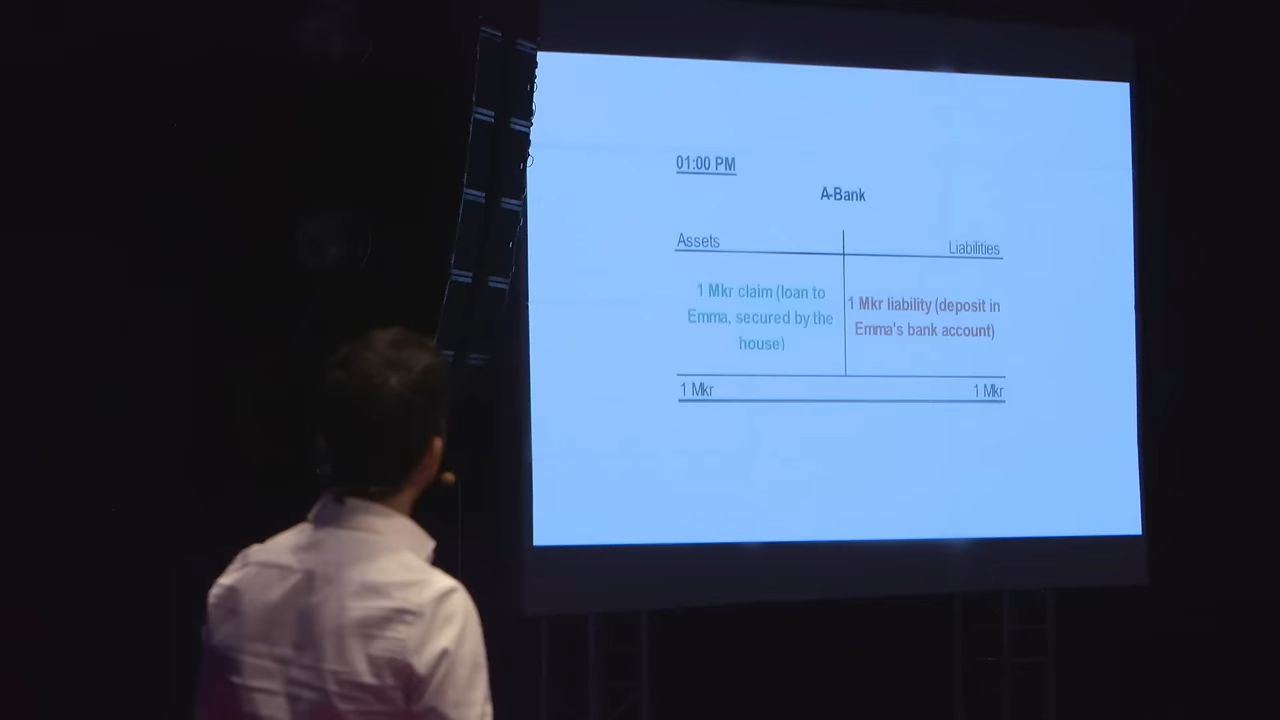 01:00 PM
A-Bank
Assets
Liabilities
1 Mkr claim (loan to
Emma, secured by the
house)
1 Mkr liability (deposit in
Emma's bank account)
1 Mkr
1 Mkr